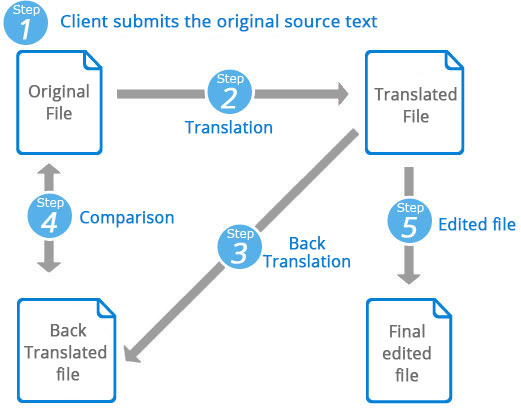 Step
1
Client submits the original source text
Original
File
Step
2
Translation
Translated
File
Step
4
Comparison
Step
3
Back
Translation
Step
5
Edited file
Back
Translated
file
Final
edited
file